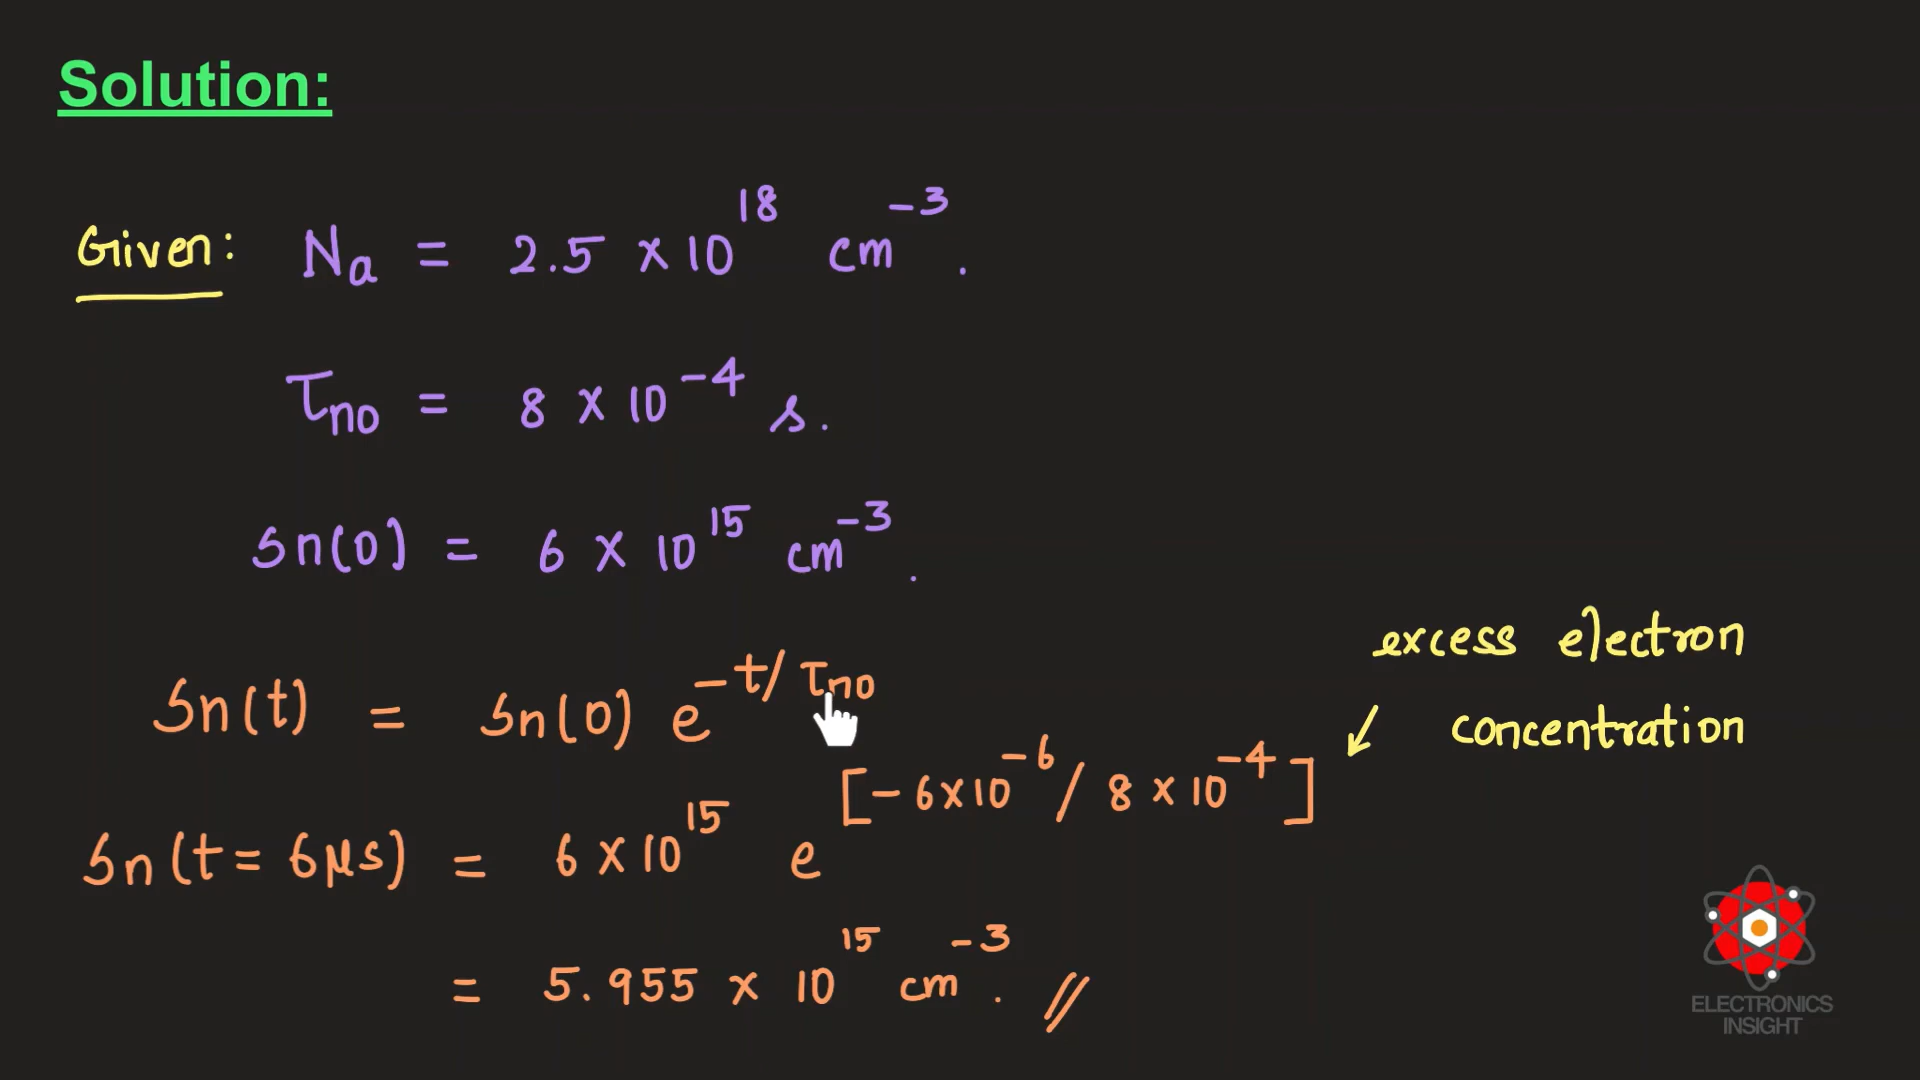 Solution:
Given: Na = 2.5 × 10^18 cm^-3.
τno = 8 × 10^-4 s.
δn(0) = 6 × 10^15 cm^-3.
δn(t) = δn(0) e^-t/τno
excess electron
concentration
δn(t = 6μs) = 6 × 10^15 e^[-6×10^-6 / 8 × 10^-4]
= 5.955 × 10^15 cm^-3. //
ELECTRONICS
INSIGHT